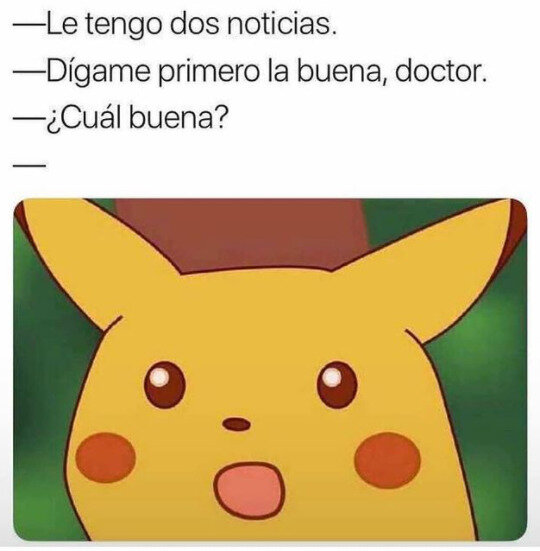 —Le tengo dos noticias.
—Dígame primero la buena, doctor.
—¿Cuál buena?
—